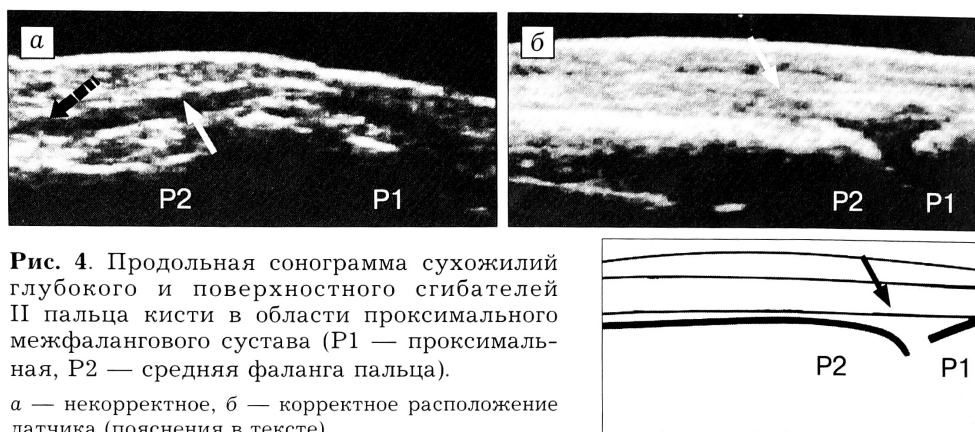 а
б
P2
P1
P2
P1
Рис. 4. Продольная сонограмма сухожилий
глубокого и поверхностного сгибателей
II пальца кисти в области проксимального
межфалангового сустава (P1 — проксималь-
ная, P2 — средняя фаланга пальца).
а — некорректное, б — корректное расположение
датчика (пояснения в тексте)
P2
P1